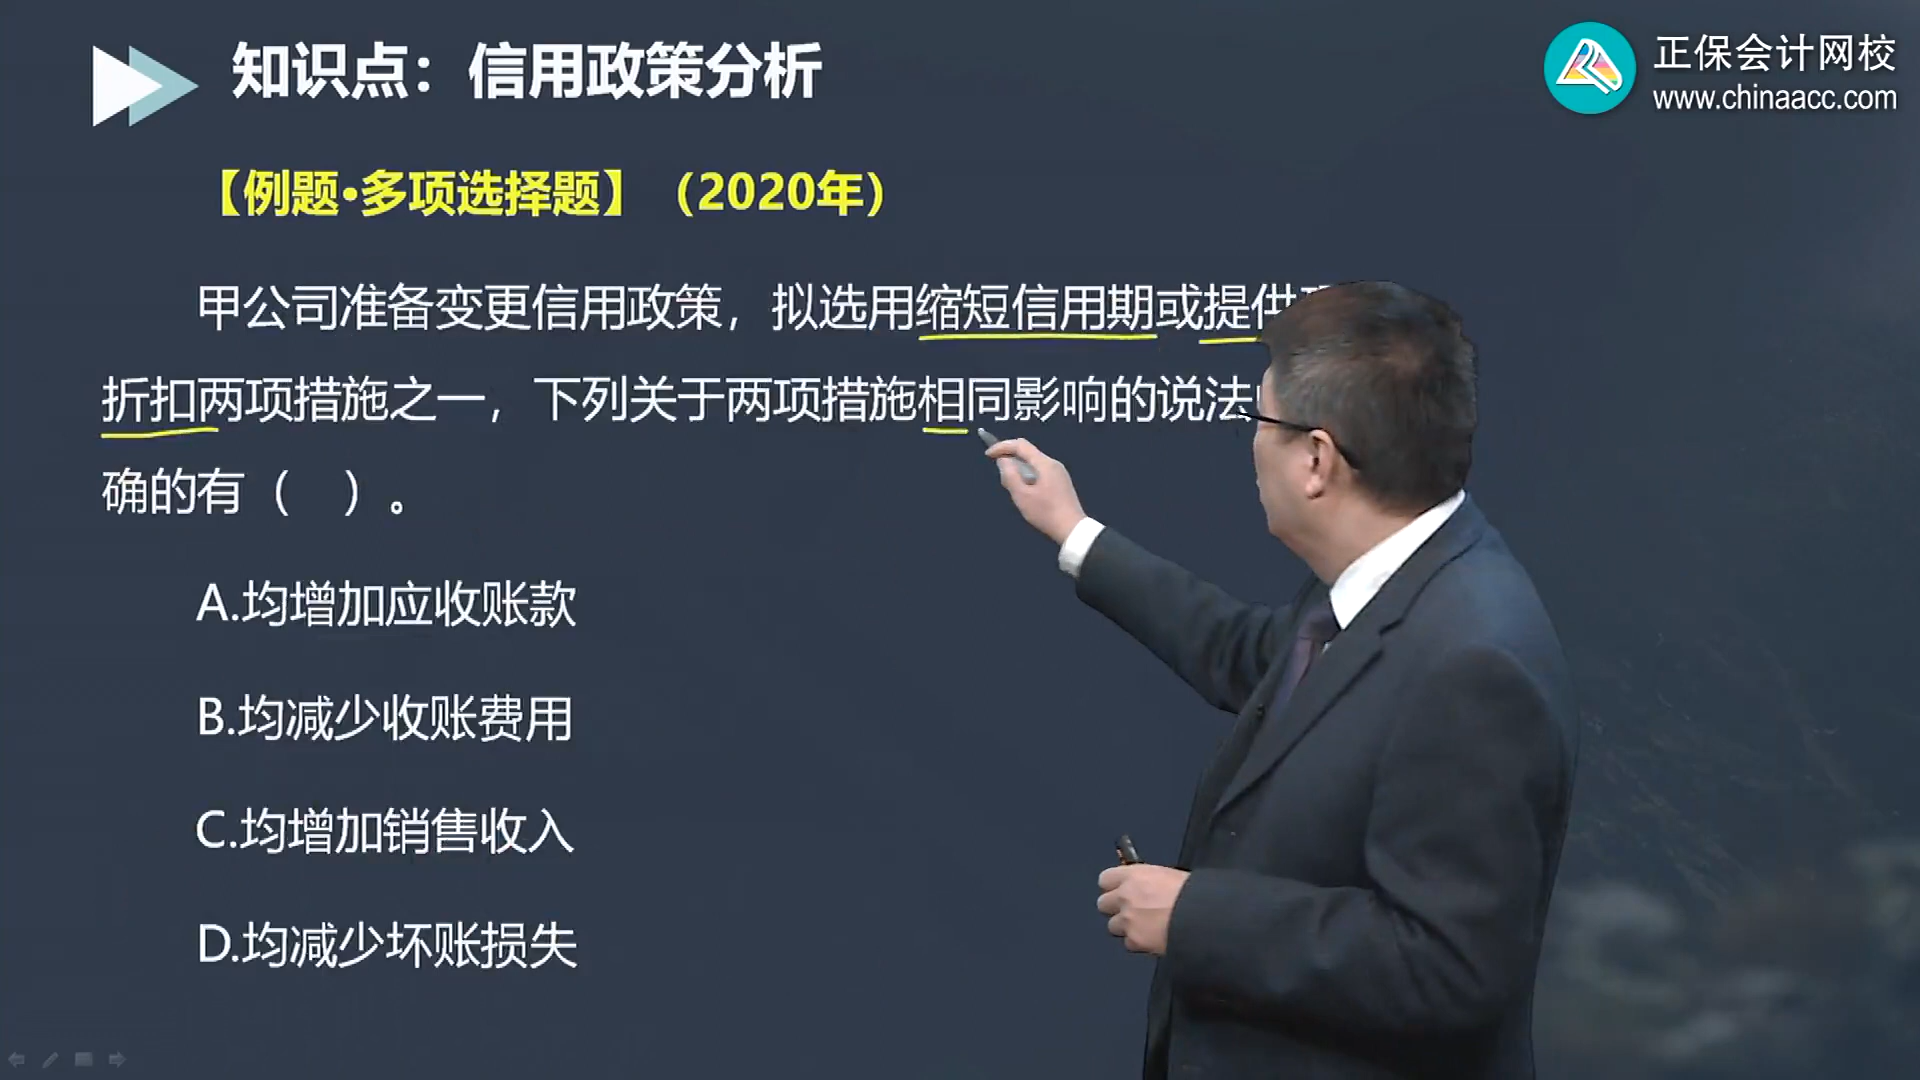 知识点：信用政策分析
正保会计网校
www.chinaacc.com
【例题·多项选择题】（2020年）
甲公司准备变更信用政策，拟选用缩短信用期或提供
折扣两项措施之一，下列关于两项措施相同影响的说法
确的有（ ）。
A.均增加应收账款
B.均减少收账费用
C.均增加销售收入
D.均减少坏账损失